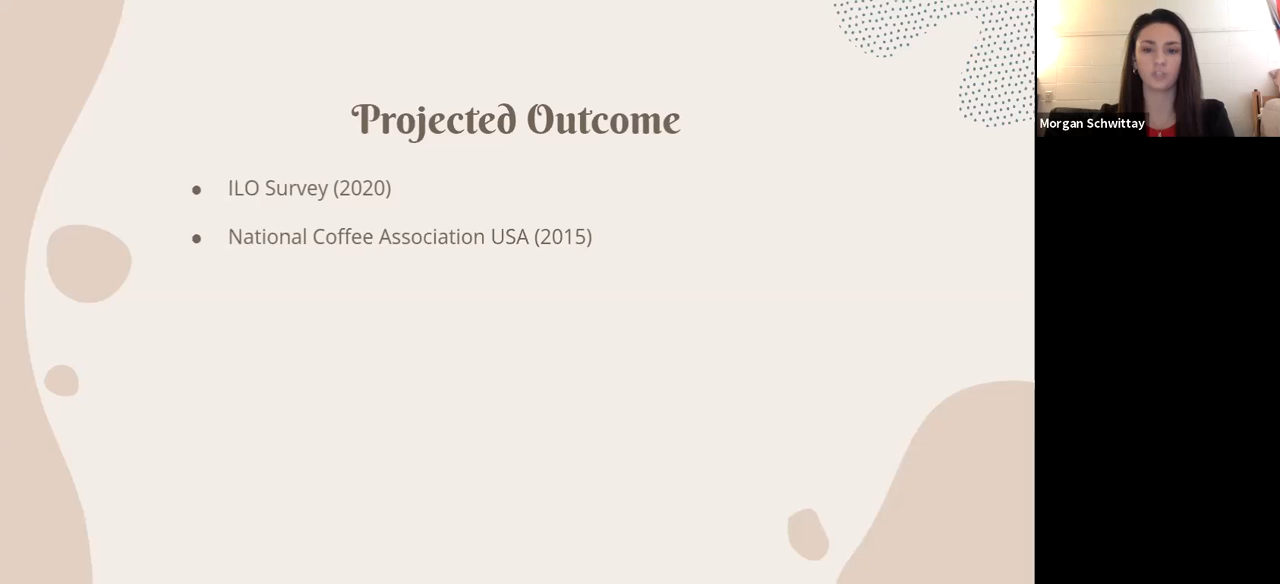 Projected Outcome
● ILO Survey (2020)
● National Coffee Association USA (2015)
Morgan Schwittay